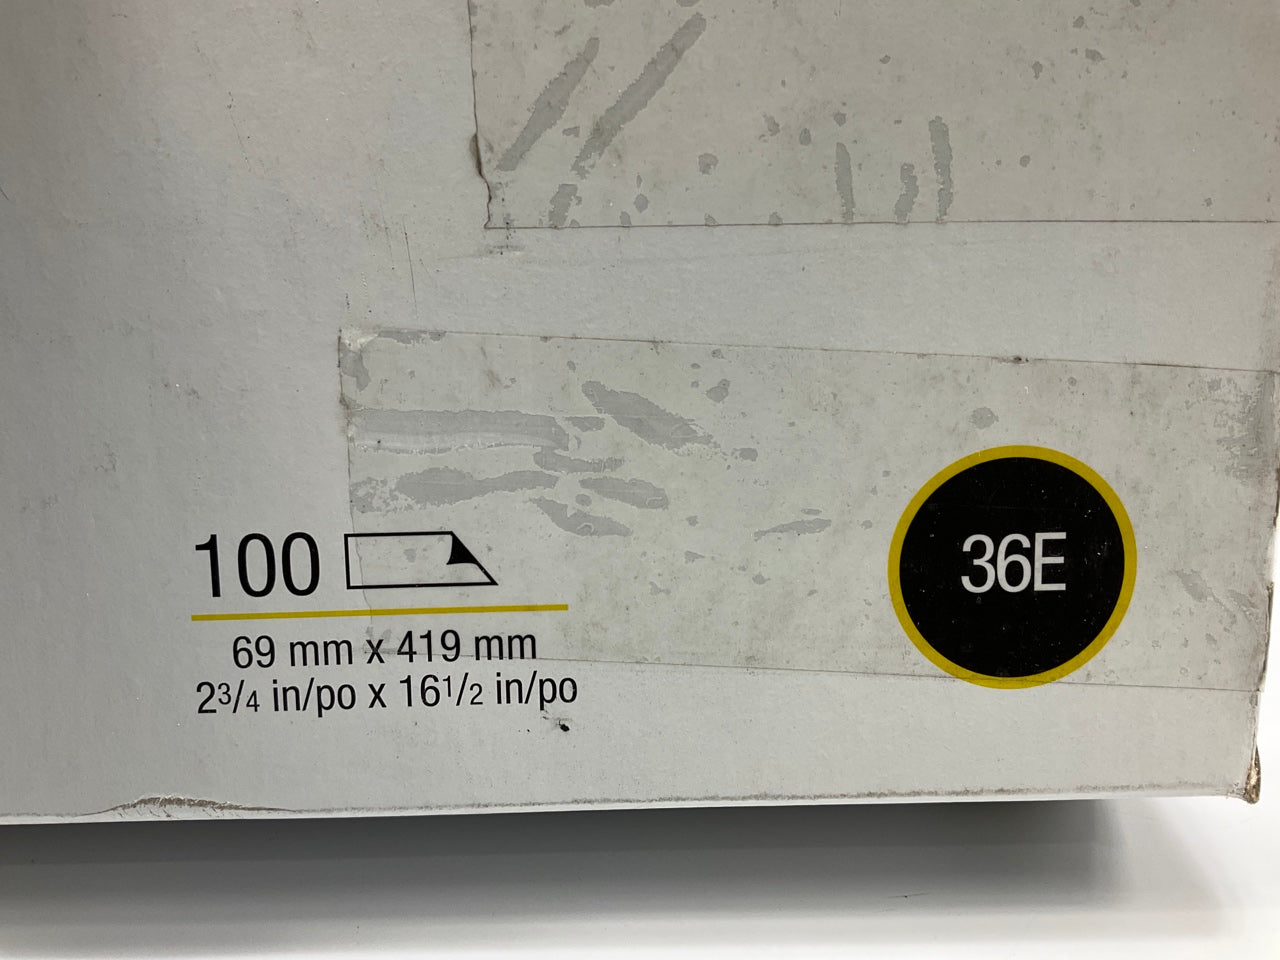 100
36E
69 mm x 419 mm
2 3/4 in/po x 16 1/2 in/po